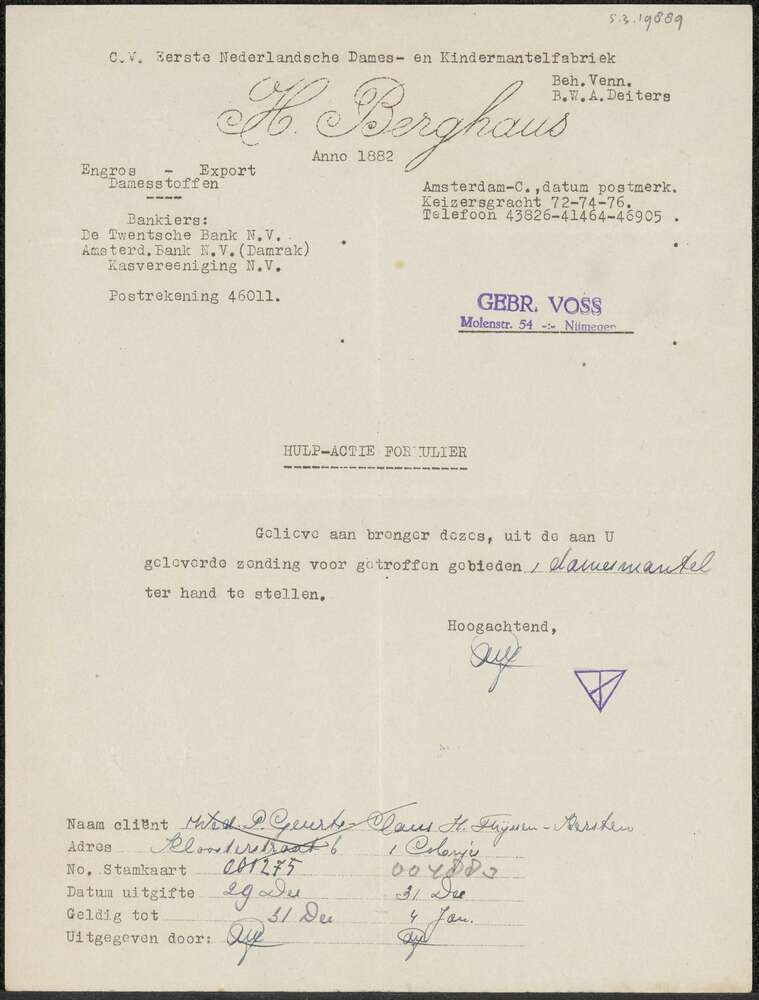 5.3.19889
C.V. Eerste Nederlandsche Dames- en Kindermantelfabriek
Beh. Venn.
B.W.A. Deiters
H. Berghaus
Anno 1882
Engros - Export
Damesstoffen
Amsterdam-C., datum postmerk.
Keizersgracht 72-74-76.
Telefoon 43826-41464-46905.
Bankiers:
De Twentsche Bank N.V.
Amsterd. Bank N.V. (Damrak)
Kasvereeniging N.V.
Postrekening 46011.
GEBR. VOSS
Molenstr. 54 -:- Nijmegen
HULP-ACTIE FORMULIER
Gelieve aan brenger dezes, uit de aan U
geleverde zending voor getroffen gebieden 1 damesmantel
ter hand te stellen.
Hoogachtend,
Naam cliënt Wed. P. Geurts-
Adres Kloosterstraat 6
No. Stamkaart 001275
Datum uitgifte 29 Dec 31 Dec
Geldig tot 31 Dec 4 Jan.
Uitgegeven door: